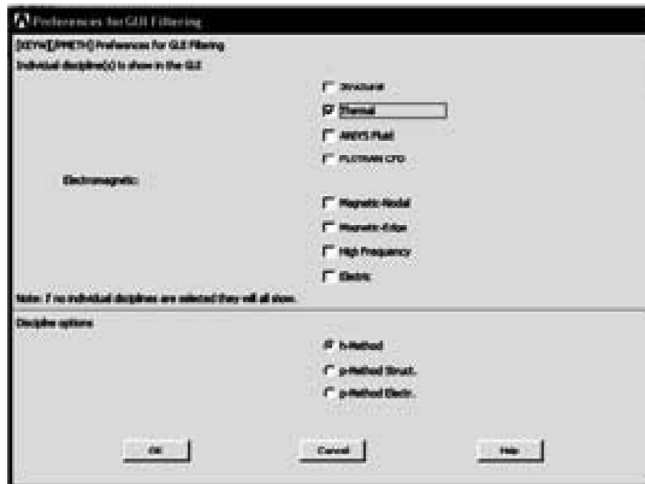 Preferences for GUI Filtering
[KEYW][/PMETH] Preferences for GUI Filtering
Individual discipline(s) to show in the GUI
Structural
Thermal
ANSYS Fluid
FLOTRAN CFD
Electromagnetic:
Magnetic-Nodal
Magnetic-Edge
High Frequency
Electric
Note: If no individual disciplines are selected they will all show.
Discipline options
h-Method
p-Method Struct.
p-Method Electr.
OK
Cancel
Help